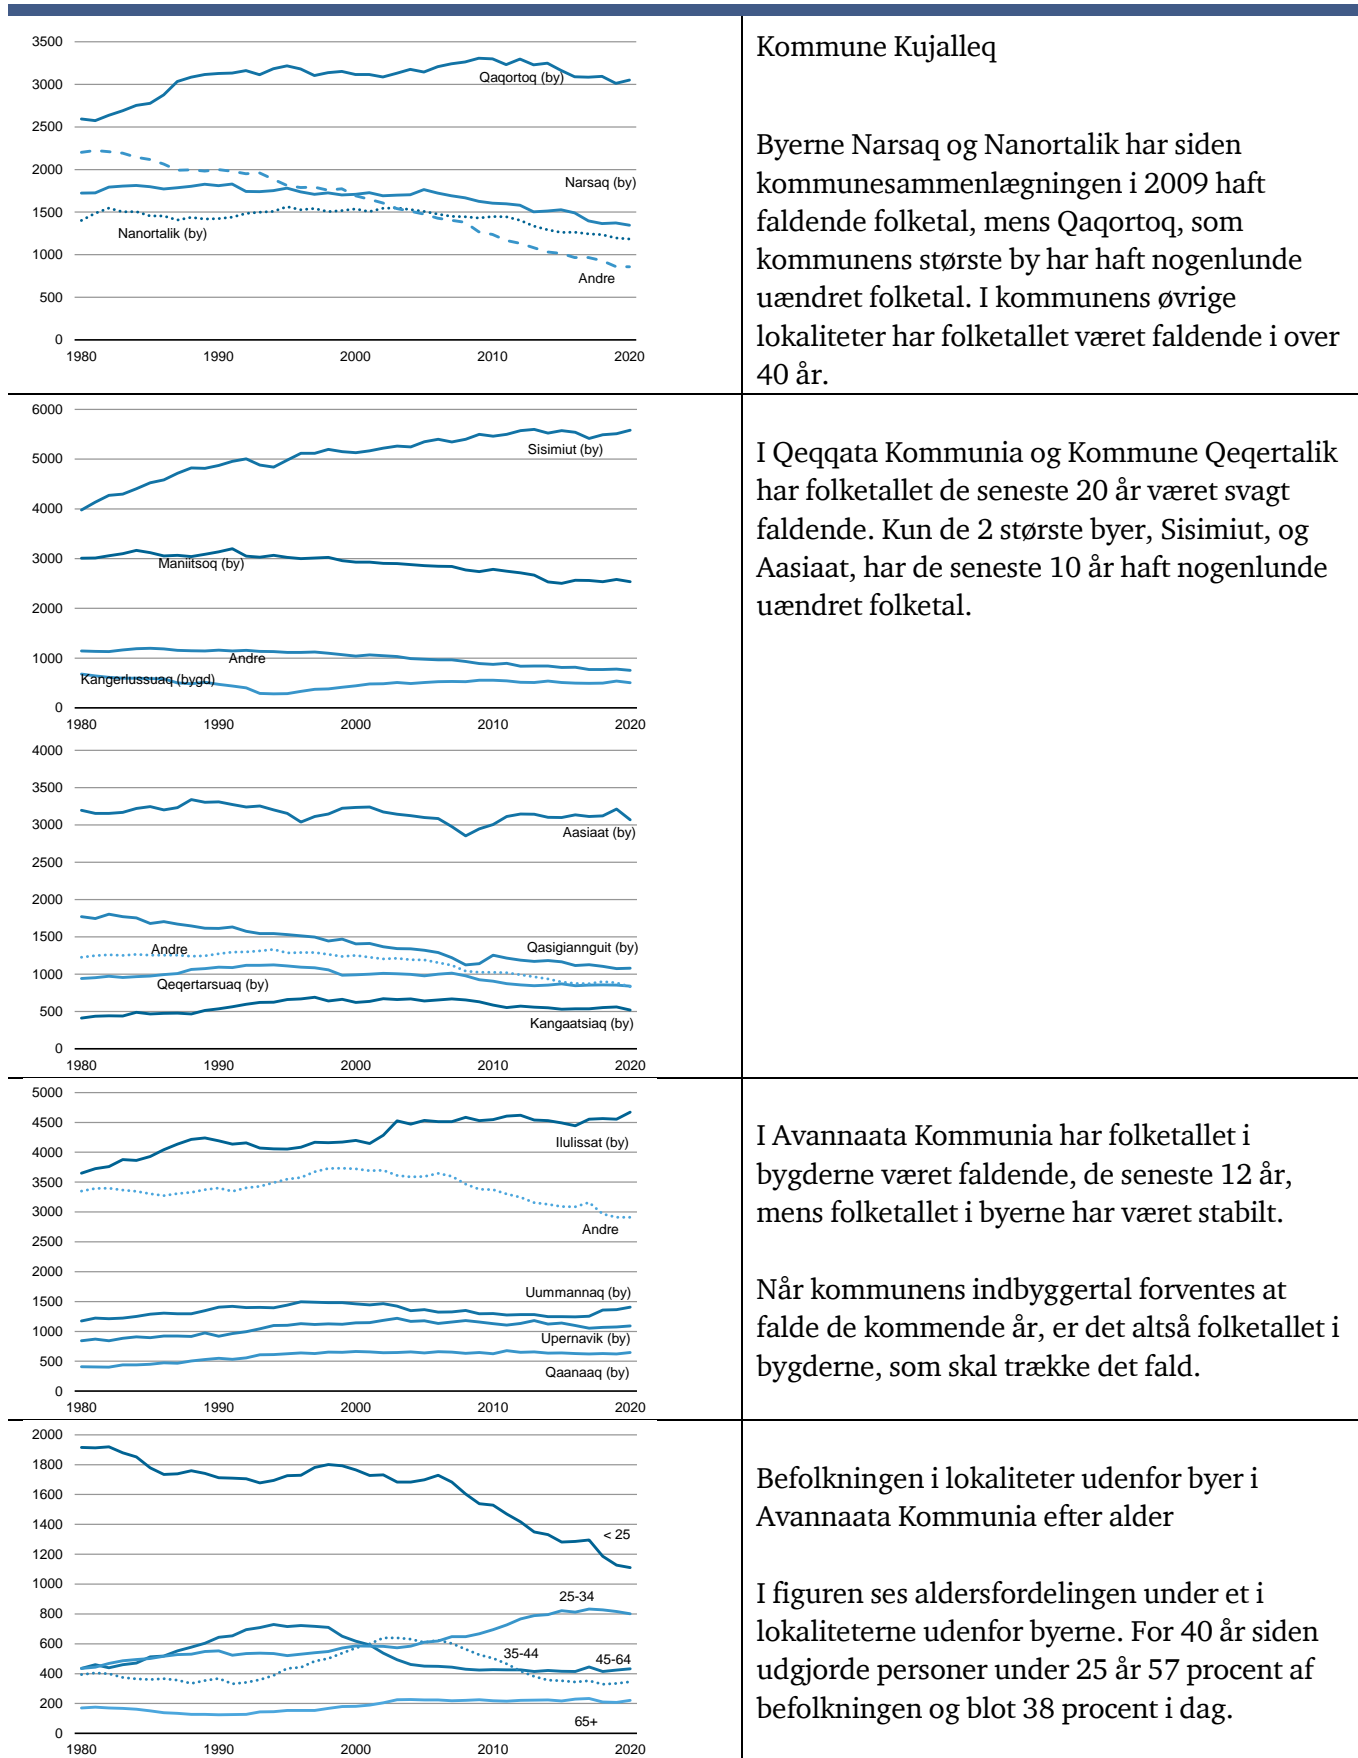 3500
3000
2500
2000
1500
1000
500
0
1980 1990 2000 2010 2020
Qaqortoq (by)
Narsaq (by)
Nanortalik (by)
Andre
Kommune Kujalleq
Byerne Narsaq og Nanortalik har siden
kommunesammenlægningen i 2009 haft
faldende folketal, mens Qaqortoq, som
kommunens største by har haft nogenlunde
uændret folketal. I kommunens øvrige
lokaliteter har folketallet været faldende i over
40 år.
6000
5000
4000
3000
2000
1000
0
1980 1990 2000 2010 2020
Sisimiut (by)
Maniitsoq (by)
Andre
Kangerlussuaq (bygd)
4000
3500
3000
2500
2000
1500
1000
500
0
1980 1990 2000 2010 2020
Aasiaat (by)
Qasigiannguit (by)
Andre
Qeqertarsuaq (by)
Kangaatsiaq (by)
I Qeqqata Kommunia og Kommune Qeqertalik
har folketallet de seneste 20 år været svagt
faldende. Kun de 2 største byer, Sisimiut, og
Aasiaat, har de seneste 10 år haft nogenlunde
uændret folketal.
5000
4500
4000
3500
3000
2500
2000
1500
1000
500
0
1980 1990 2000 2010 2020
Ilulissat (by)
Andre
Uummannaq (by)
Upernavik (by)
Qaanaaq (by)
I Avannaata Kommunia har folketallet i
bygderne været faldende, de seneste 12 år,
mens folketallet i byerne har været stabilt.
Når kommunens indbyggertal forventes at
falde de kommende år, er det altså folketallet i
bygderne, som skal trække det fald.
2000
1800
1600
1400
1200
1000
800
600
400
200
0
1980 1990 2000 2010 2020
< 25
25-34
35-44
45-64
65+
Befolkningen i lokaliteter udenfor byer i
Avannaata Kommunia efter alder
I figuren ses aldersfordelingen under et i
lokaliteterne udenfor byerne. For 40 år siden
udgjorde personer under 25 år 57 procent af
befolkningen og blot 38 procent i dag.